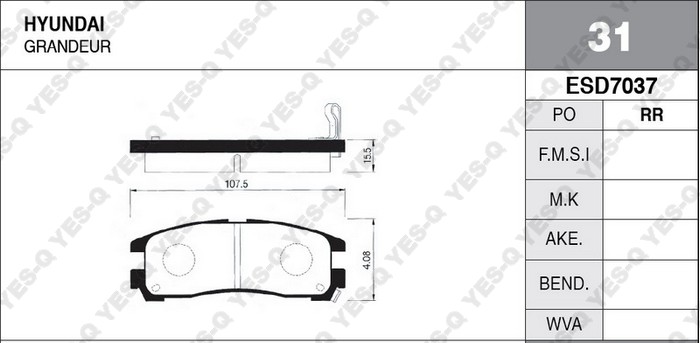 HYUNDAI
GRANDEUR
31
ESD7037
PO RR
F.M.S.I
M.K
AKE.
BEND.
WVA
15.5
107.5
4.08
YES-Q YES-Q YES-Q YES-Q